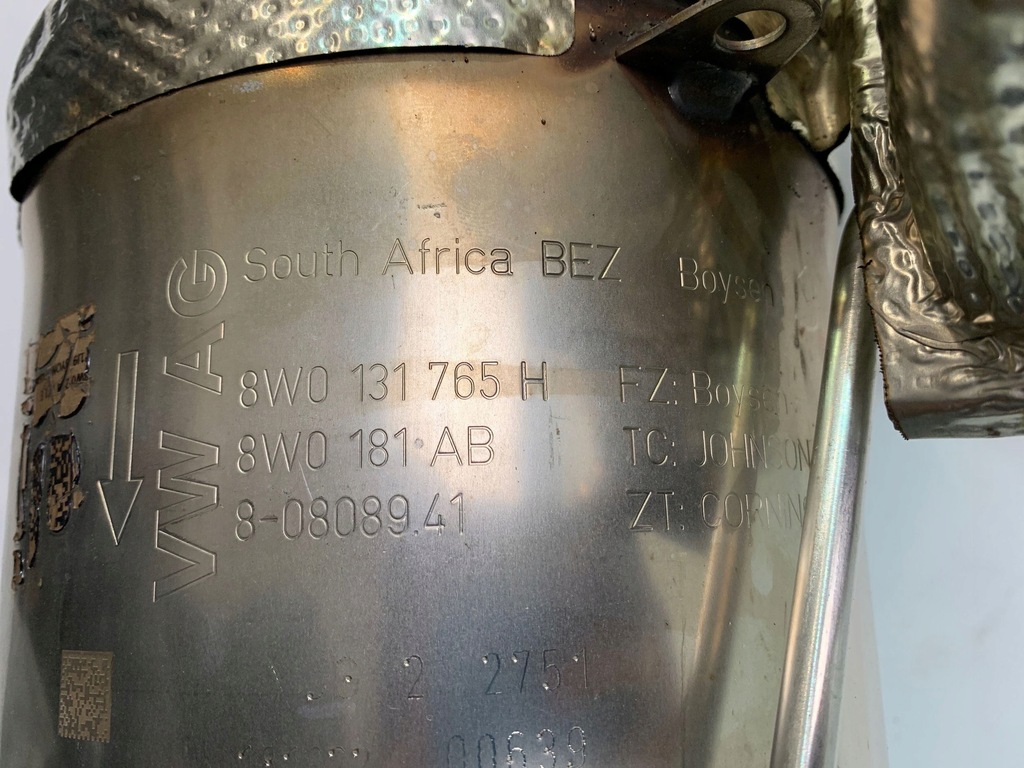 South Africa BEZ Boysen
8W0 131 765 H FZ: Boysen
8W0 181 AB TC: JOHNSON
8-08089.41 ZT: CORNIN
VW AG
2 2751
00639